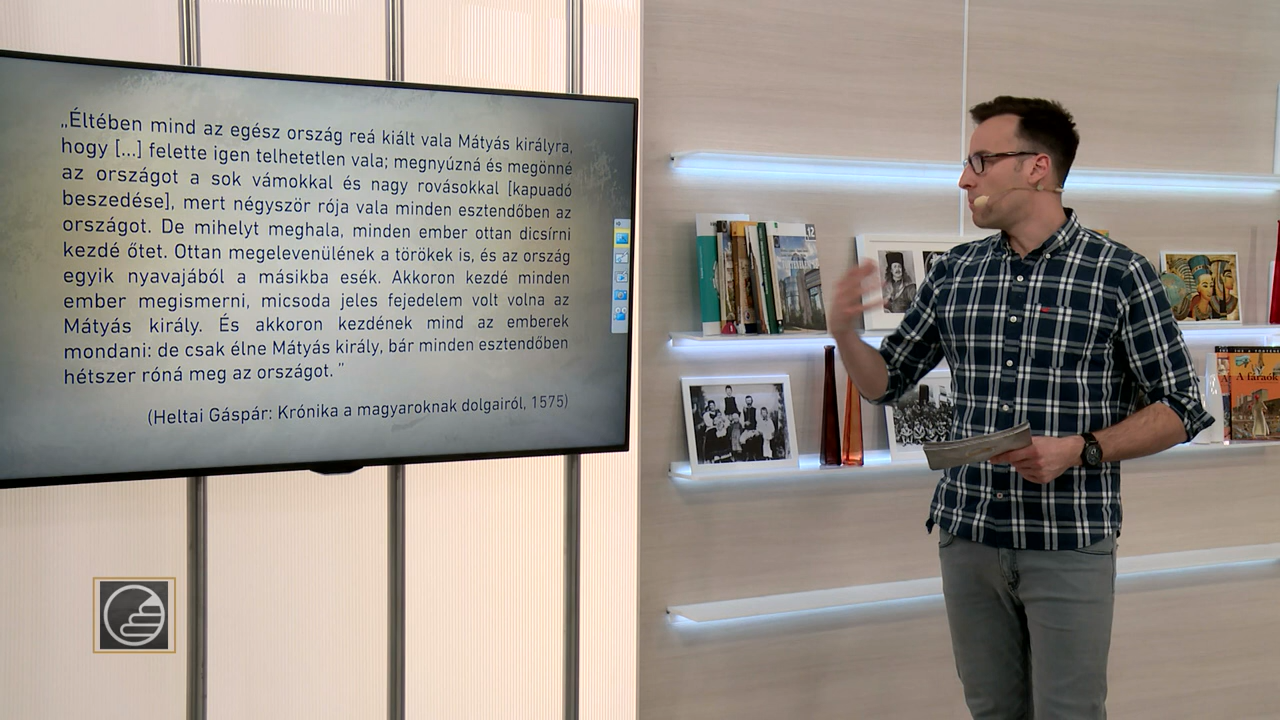 „Éltében mind az egész ország reá kiált vala Mátyás királyra,
hogy [...] felette igen telhetetlen vala; megnyúzná és megönné
az országot a sok vámokkal és nagy rovásokkal [kapuadó
beszedése], mert négyször rója vala minden esztendőben az
országot. De mihelyt meghala, minden ember ottan dicsírni
kezdé őtet. Ottan megelevenülének a törökek is, és az ország
egyik nyavajából a másikba esék. Akkoron kezdé minden
ember megismerni, micsoda jeles fejedelem volt volna az
Mátyás király. És akkoron kezdének mind az emberek
mondani: de csak élne Mátyás király, bár minden esztendőben
hétszer róná meg az országot. ”
(Heltai Gáspár: Krónika a magyaroknak dolgairól, 1575)
A fáraók